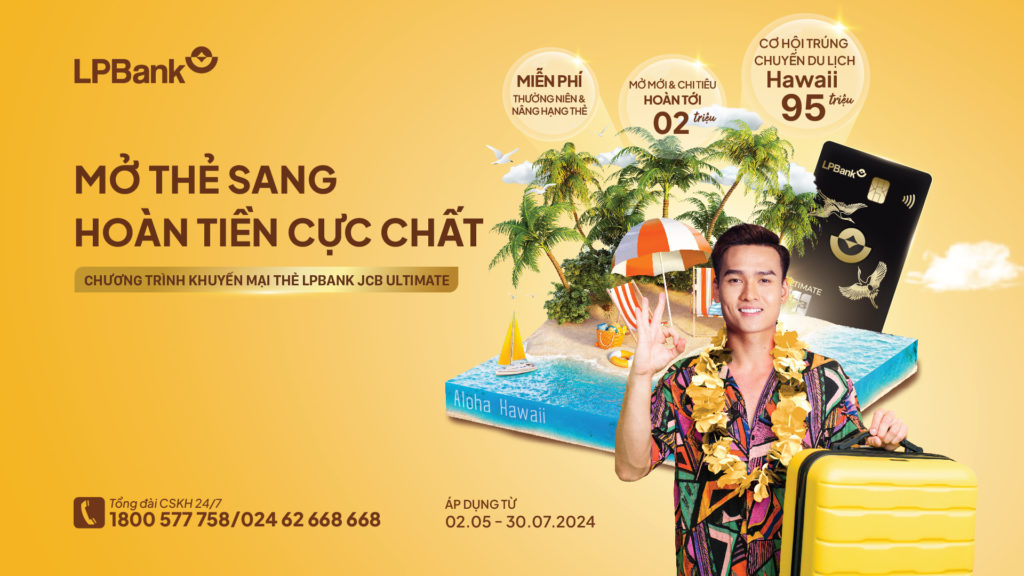 LPBank
MIỄN PHÍ
THƯỜNG NIÊN &
NÂNG HẠNG THẺ
MỞ MỚI & CHI TIÊU
HOÀN TỚI
02 triệu
CƠ HỘI TRÚNG
CHUYẾN DU LỊCH
Hawaii
95 triệu
MỞ THẺ SANG
HOÀN TIỀN CỰC CHẤT
CHƯƠNG TRÌNH KHUYẾN MẠI THẺ LPBANK JCB ULTIMATE
LPBank
Aloha Hawaii
Tổng đài CSKH 24/7
1800 577 758/024 62 668 668
ÁP DỤNG TỪ
02.05 - 30.07.2024